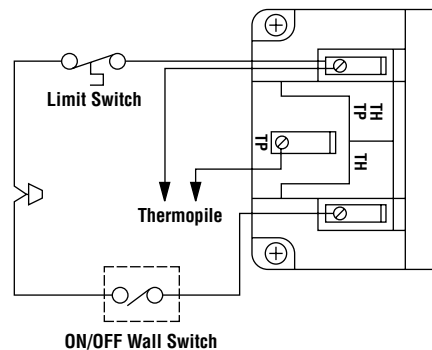 Limit Switch
TH
TP
TP
TH
Thermopile
ON/OFF Wall Switch